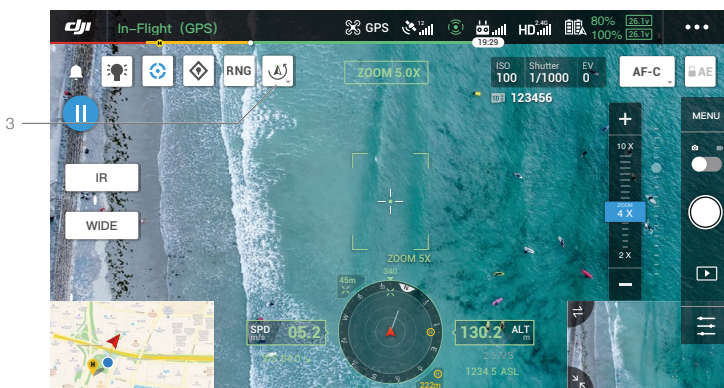 dji In-Flight (GPS) GPS 12 HD 2.4G 80% 26.1v
100% 26.1v
19:29
H
RNG
ZOOM 5.0X
ISO Shutter EV
100 1/1000 0
AF-C
AE
123456
3
MENU
IR
WIDE
10 X
ZOOM
4 X
2 X
ZOOM 5X
340
45m
N
E
SPD
m/s
05.2
130.2
ALT
m
1234.5 ASL
222m
H